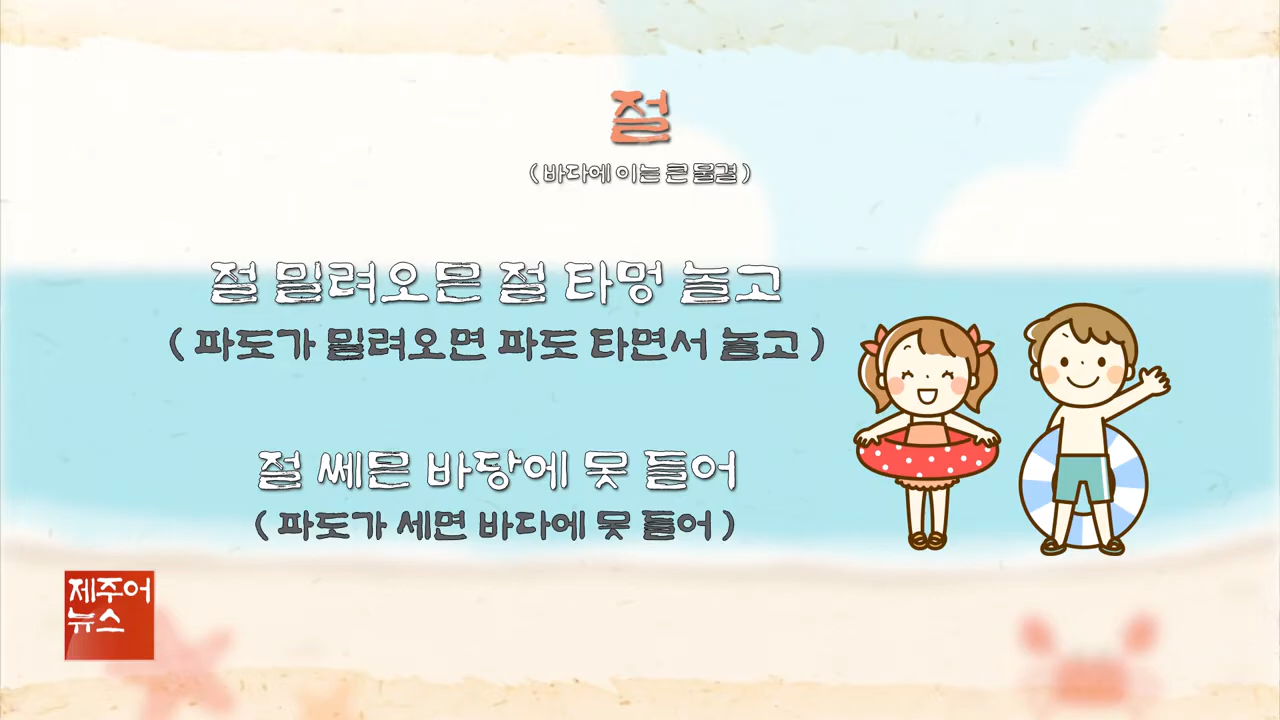 절
( 바다에 이는 큰 물결 )
절 밀려오믄 절 타멍 놀고
( 파도가 밀려오면 파도 타면서 놀고 )
절 쎄믄 바당에 못 들어
( 파도가 세면 바다에 못 들어 )
제주어
뉴스